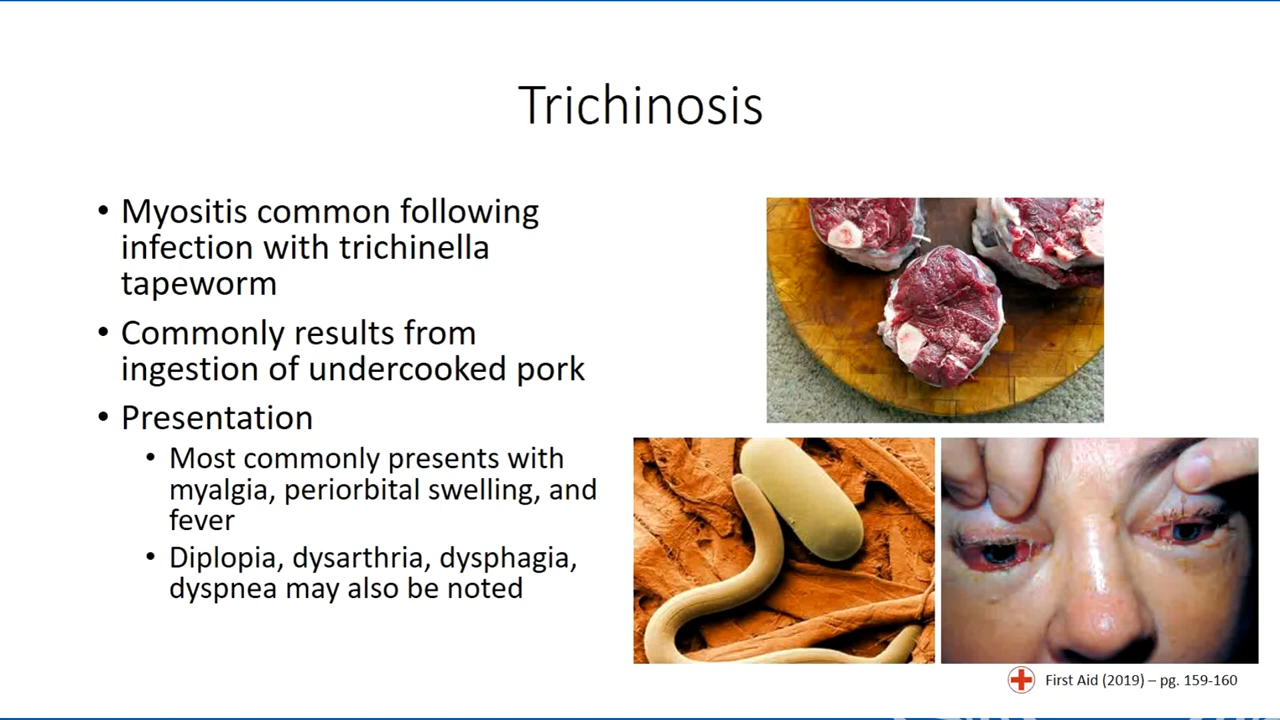 Trichinosis
• Myositis common following
infection with trichinella
tapeworm
• Commonly results from
ingestion of undercooked pork
• Presentation
• Most commonly presents with
myalgia, periorbital swelling, and
fever
• Diplopia, dysarthria, dysphagia,
dyspnea may also be noted
First Aid (2019) – pg. 159-160